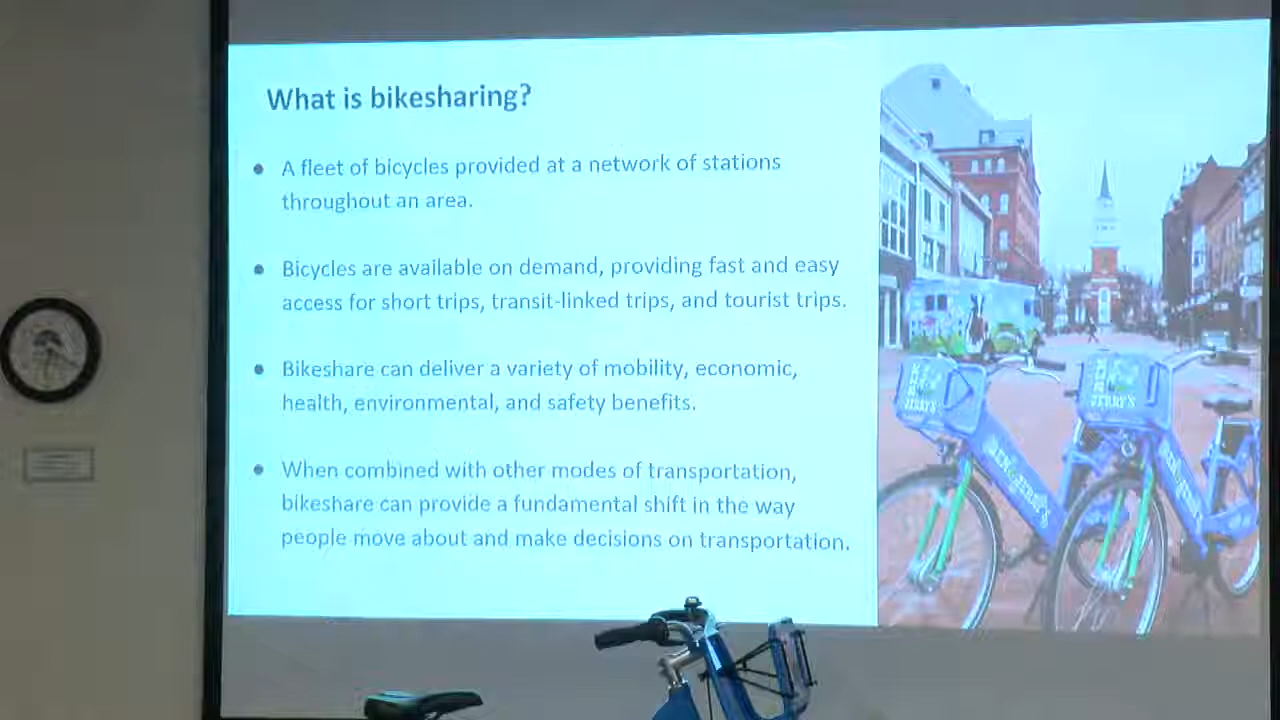 What is bikesharing?
● A fleet of bicycles provided at a network of stations
throughout an area.
● Bicycles are available on demand, providing fast and easy
access for short trips, transit-linked trips, and tourist trips.
● Bikeshare can deliver a variety of mobility, economic,
health, environmental, and safety benefits.
● When combined with other modes of transportation,
bikeshare can provide a fundamental shift in the way
people move about and make decisions on transportation.
JERRY'S
JERRY'S